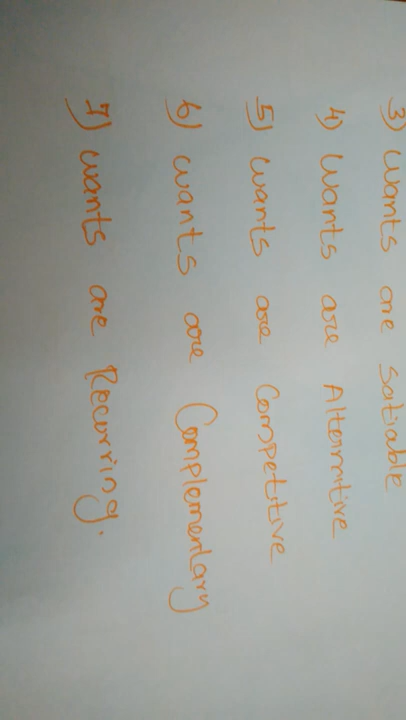 3) Wants are Satiable
4) Wants are Alternative
5) Wants are Competitive
6) Wants are Complementary
7) Wants are Recurring.